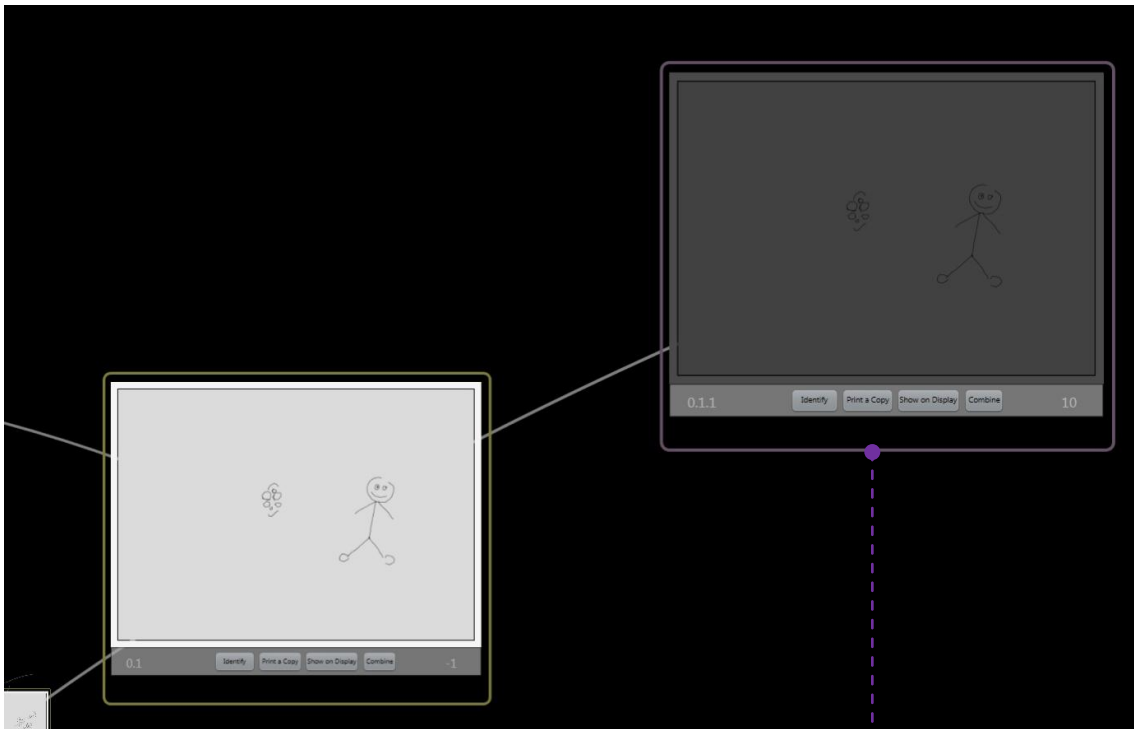 0.1.1 Identify Print a Copy Show on Display Combine 10
0.1 Identify Print a Copy Show on Display Combine -1